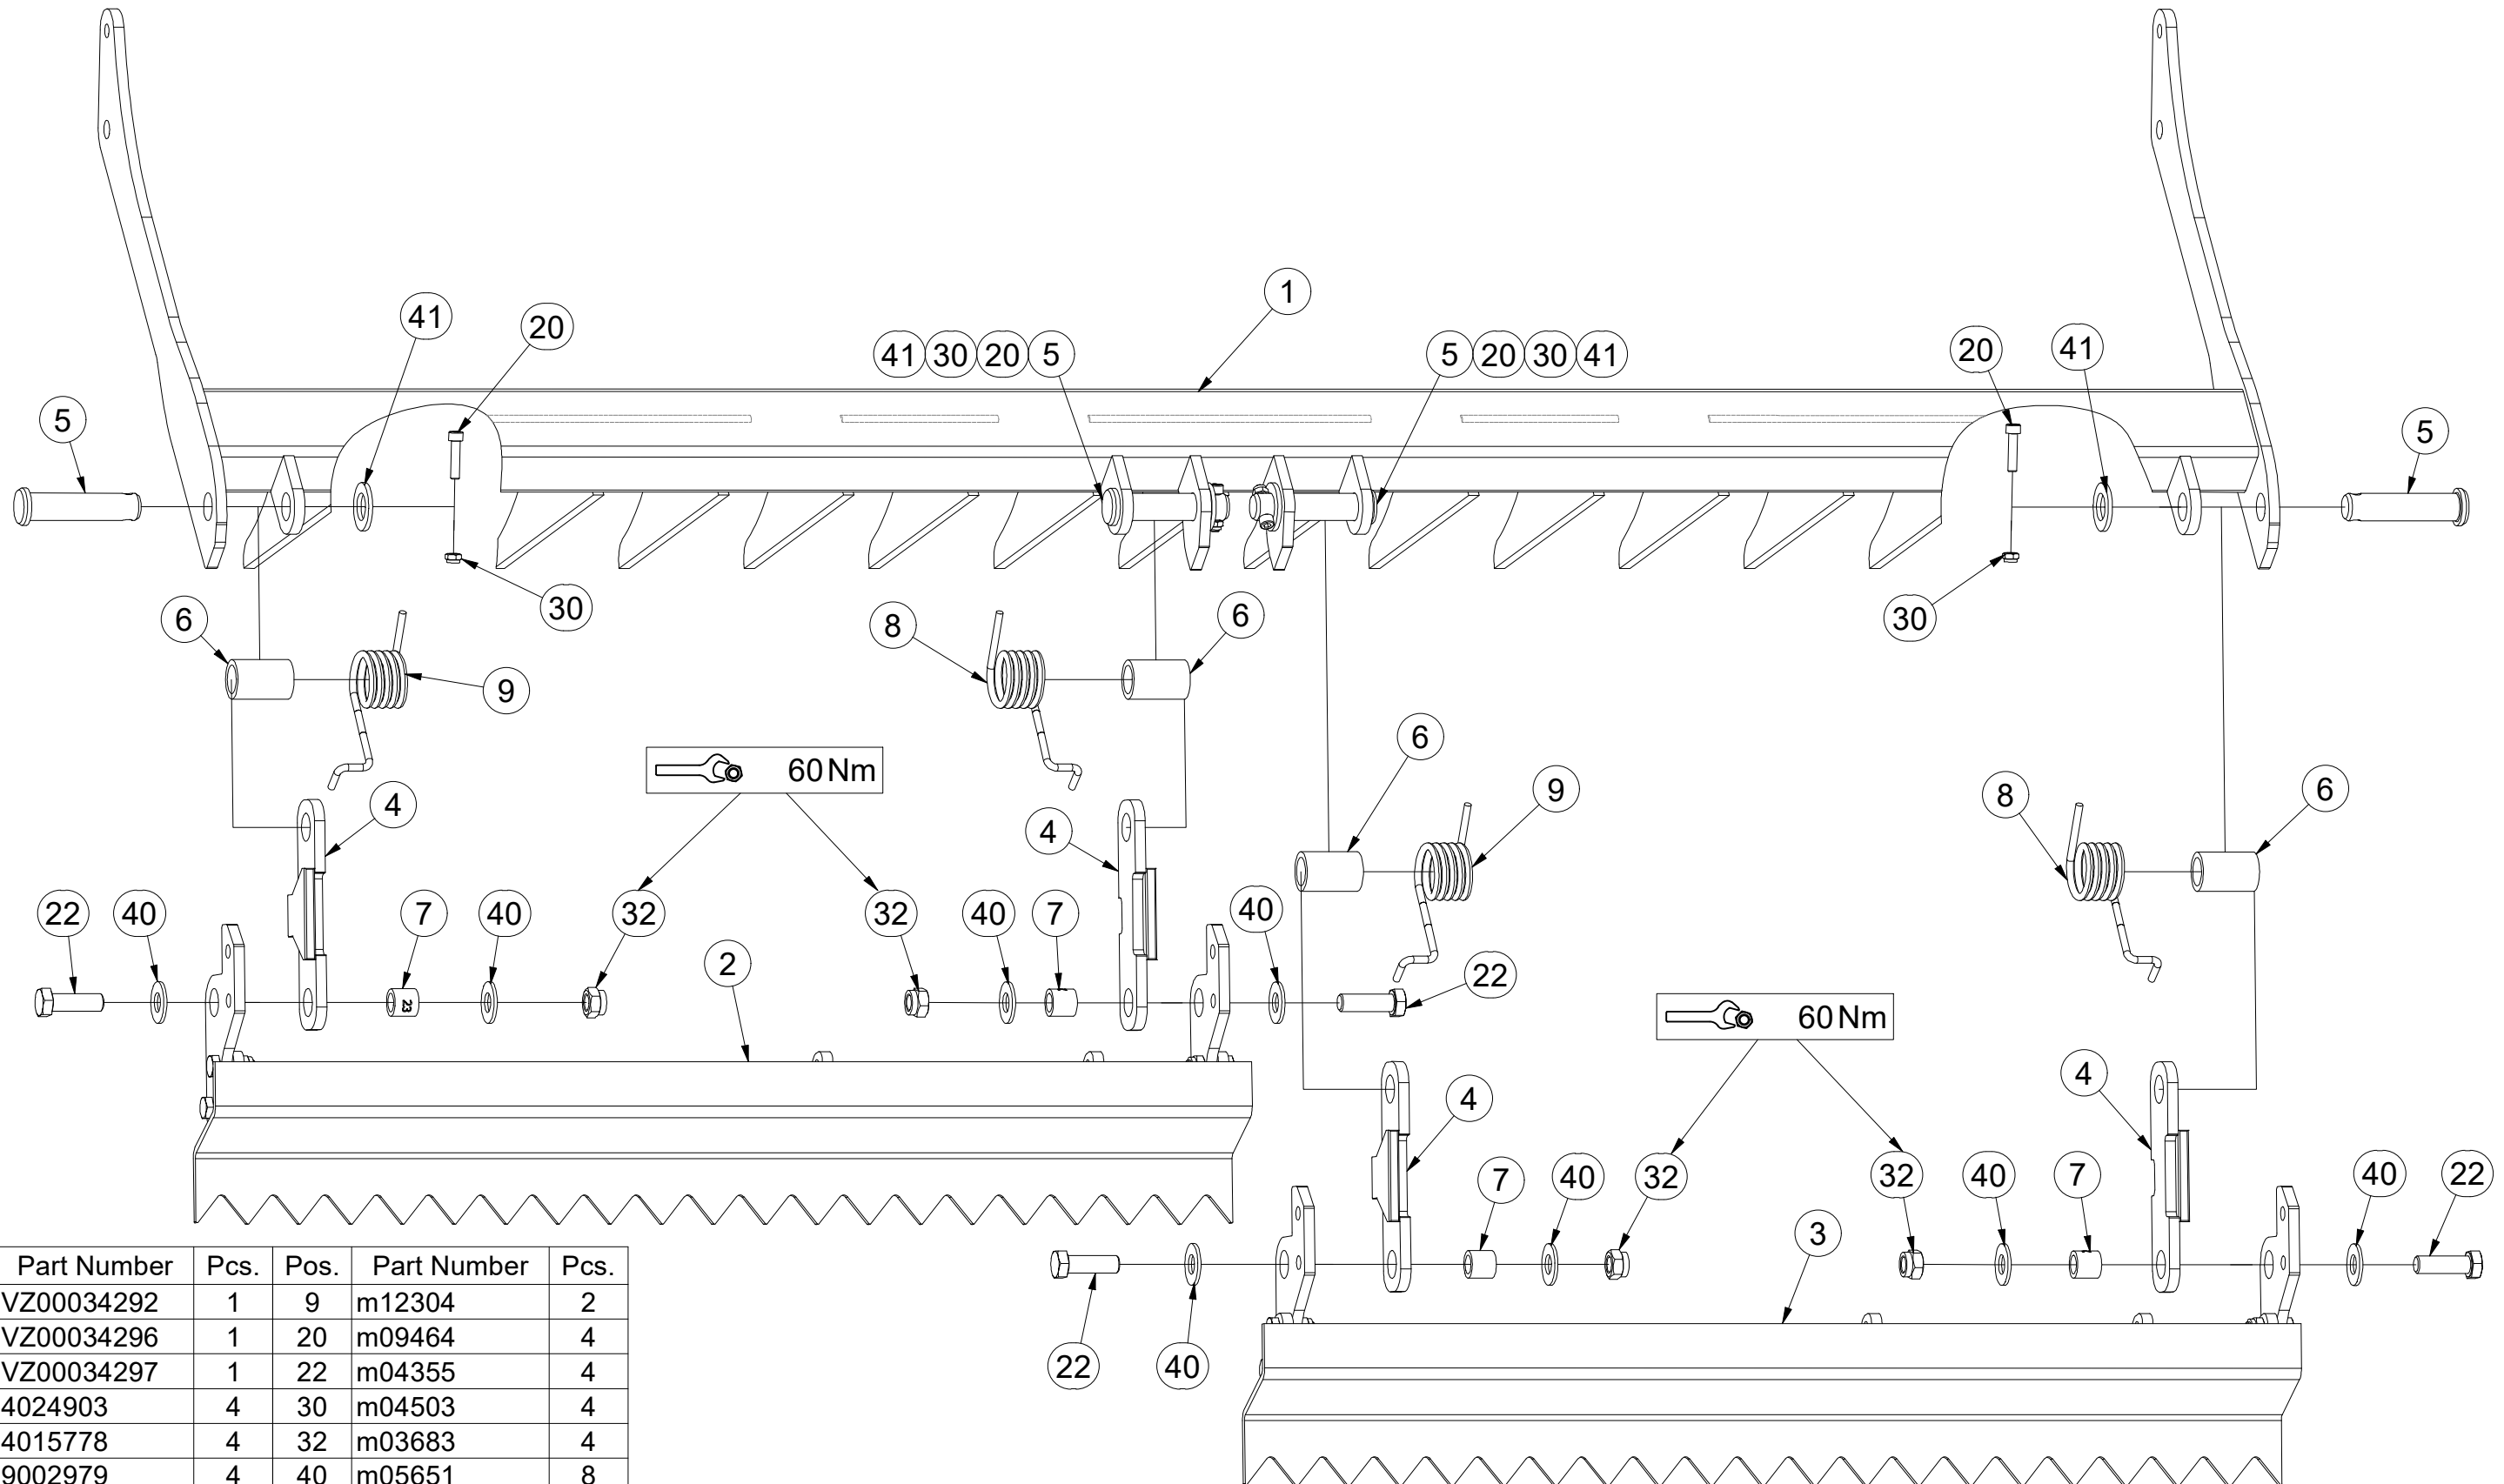 1
41 20
41 30 20 5
5 20 30 41
20 41
5
5
30
30
6
8 6
9
6
60 Nm
4
9
8 6
4
22 40
7 40 32
32 40 7 40
2
22
60 Nm
4
4
7 40 32
32 40 7
40 22
3
22 40
23
Part Number Pcs. Pos. Part Number Pcs.
VZ00034292 1 9 m12304 2
VZ00034296 1 20 m09464 4
VZ00034297 1 22 m04355 4
4024903 4 30 m04503 4
4015778 4 32 m03683 4
9002979 4 40 m05651 8